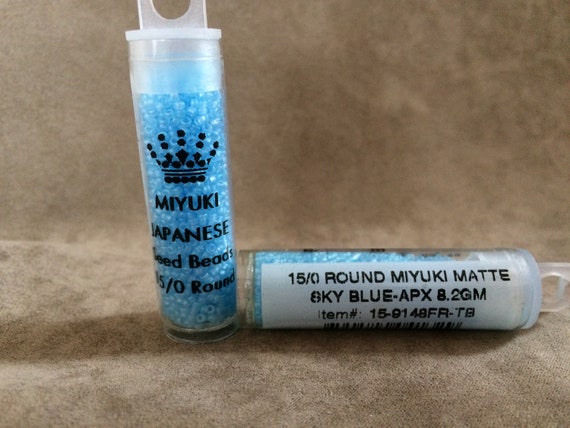 MIYUKI
JAPANESE
Seed Beads
15/0 Round
15/0 ROUND MIYUKI MATTE
SKY BLUE-APX 8.2GM
Item#: 15-9148FR-TB